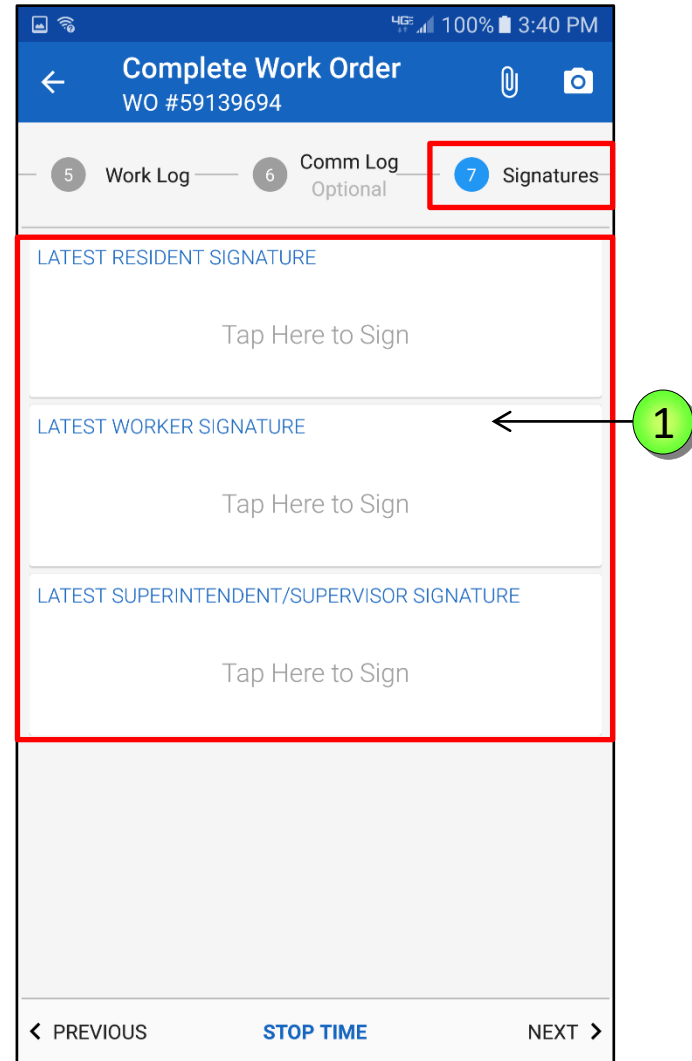 4G 100% 3:40 PM
Complete Work Order
WO #59139694
5 Work Log 6 Comm Log Optional 7 Signatures
LATEST RESIDENT SIGNATURE
Tap Here to Sign
LATEST WORKER SIGNATURE
1
Tap Here to Sign
LATEST SUPERINTENDENT/SUPERVISOR SIGNATURE
Tap Here to Sign
PREVIOUS STOP TIME NEXT